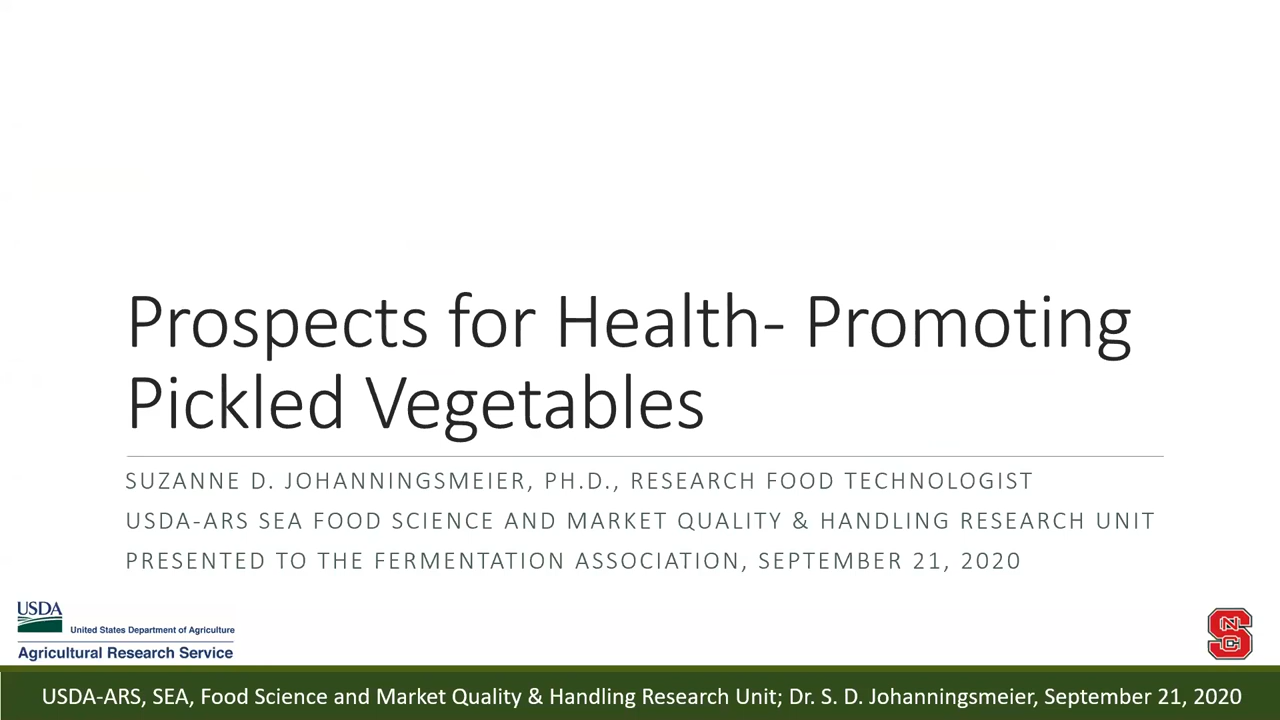 Prospects for Health- Promoting
Pickled Vegetables
SUZANNE D. JOHANNINGSMEIER, PH.D., RESEARCH FOOD TECHNOLOGIST
USDA-ARS SEA FOOD SCIENCE AND MARKET QUALITY & HANDLING RESEARCH UNIT
PRESENTED TO THE FERMENTATION ASSOCIATION, SEPTEMBER 21, 2020
USDA
United States Department of Agriculture
Agricultural Research Service
NCS
USDA-ARS, SEA, Food Science and Market Quality & Handling Research Unit; Dr. S. D. Johanningsmeier, September 21, 2020